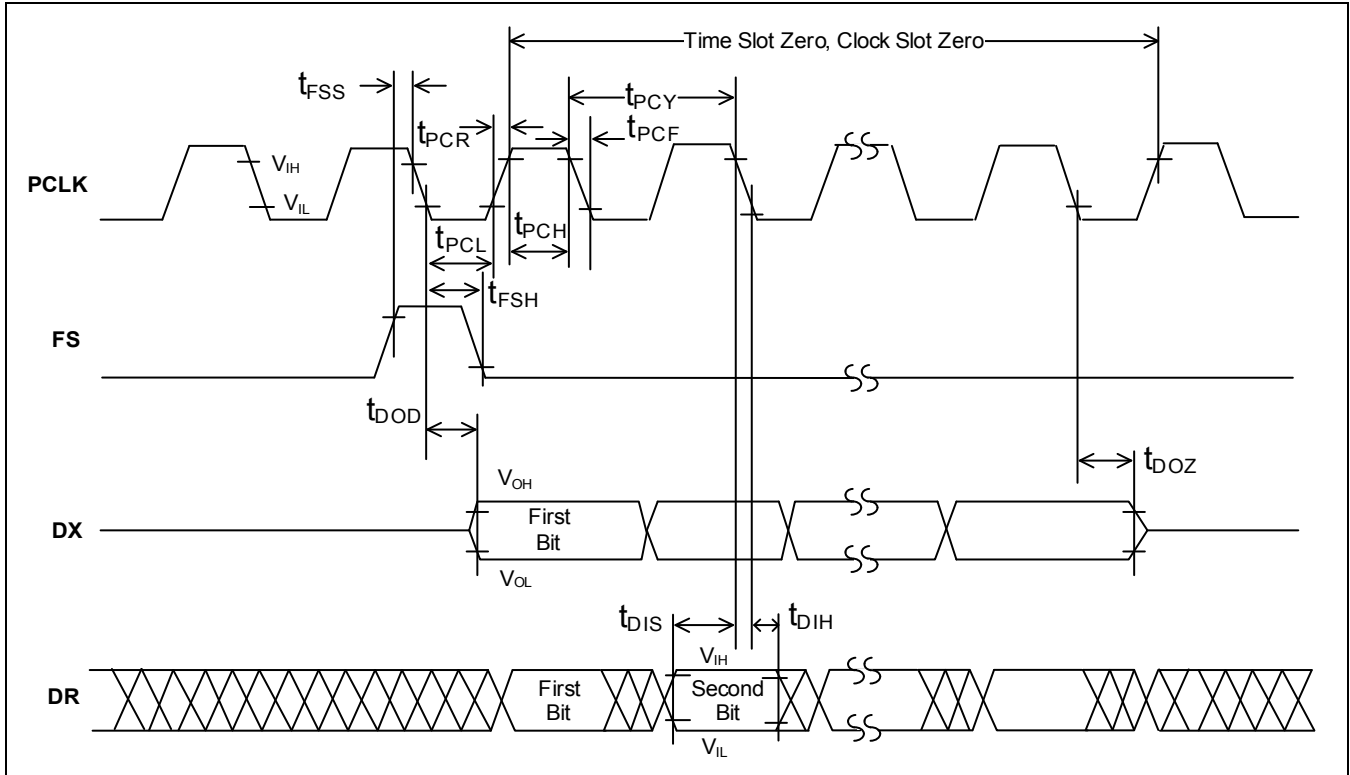 Time Slot Zero, Clock Slot Zero
tFSS
tPCY
tPCR
tPCF
VIH
PCLK
VIL
tPCH
tPCL
tFSH
FS
tDOD
tDOZ
VOH
DX
First
Bit
VOL
tDIS
tDIH
VIH
DR
First
Bit
Second
Bit
VIL